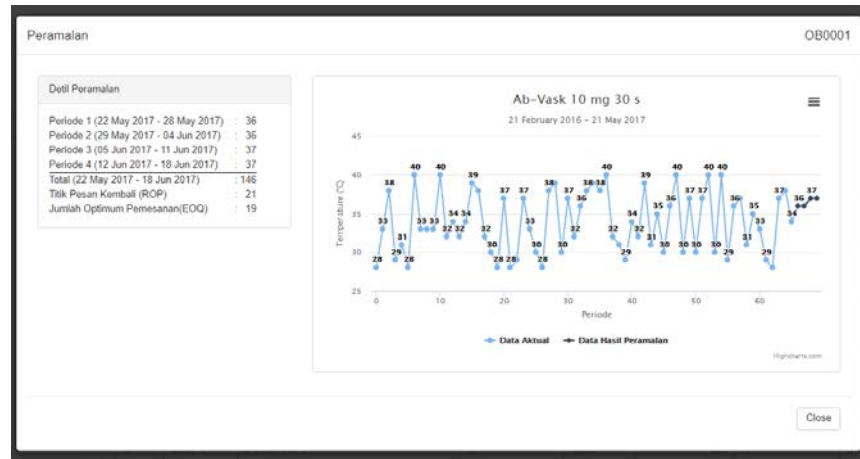 Peramalan OB0001
Detil Peramalan
Periode 1 (22 May 2017 - 28 May 2017) : 36
Periode 2 (29 May 2017 - 04 Jun 2017) : 36
Periode 3 (05 Jun 2017 - 11 Jun 2017) : 37
Periode 4 (12 Jun 2017 - 18 Jun 2017) : 37
Total (22 May 2017 - 18 Jun 2017) : 146
Titik Pesan Kembali (ROP) : 21
Jumlah Optimum Pemesanan(EOQ) : 19
Ab-Vask 10 mg 30 s
21 February 2016 - 21 May 2017
Temperature (°C)
45
40
35
30
25
28 33 38 29 31 28 40 33 33 33 40 32 34 32 34 39 32 30 28 37 28 29 37 33 30 28 38 30 37 32 36 38 38 40 32 31 29 34 32 39 31 35 30 36 40 30 37 30 37 40 30 40 29 36 31 35 33 29 28 37 34 36 37
0 10 20 30 40 50 60
Periode
Data Aktual Data Hasil Peramalan
Highcharts.com
Close